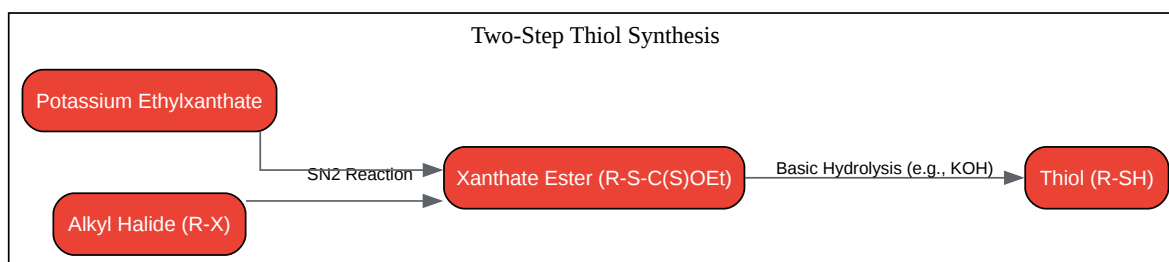 Two-Step Thiol Synthesis
Potassium Ethylxanthate
SN2 Reaction
Alkyl Halide (R-X)
Xanthate Ester (R-S-C(S)OEt)
Basic Hydrolysis (e.g., KOH)
Thiol (R-SH)